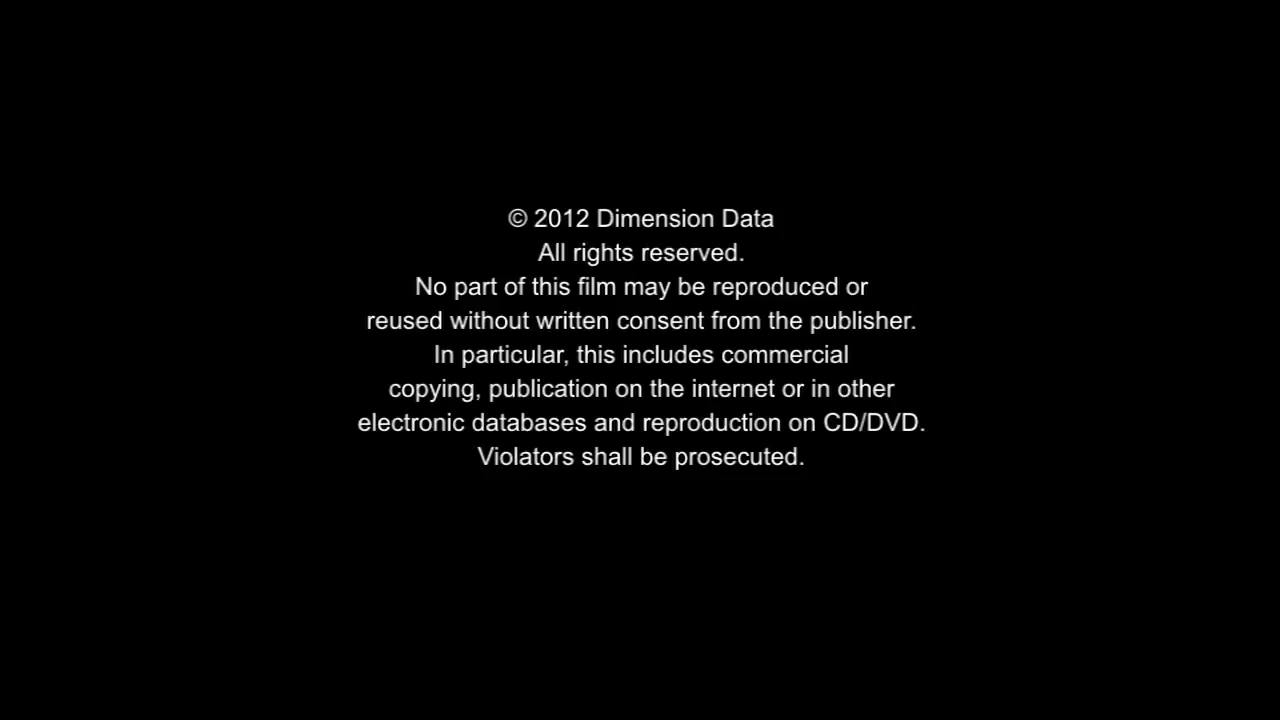 © 2012 Dimension Data
All rights reserved.
No part of this film may be reproduced or
reused without written consent from the publisher.
In particular, this includes commercial
copying, publication on the internet or in other
electronic databases and reproduction on CD/DVD.
Violators shall be prosecuted.